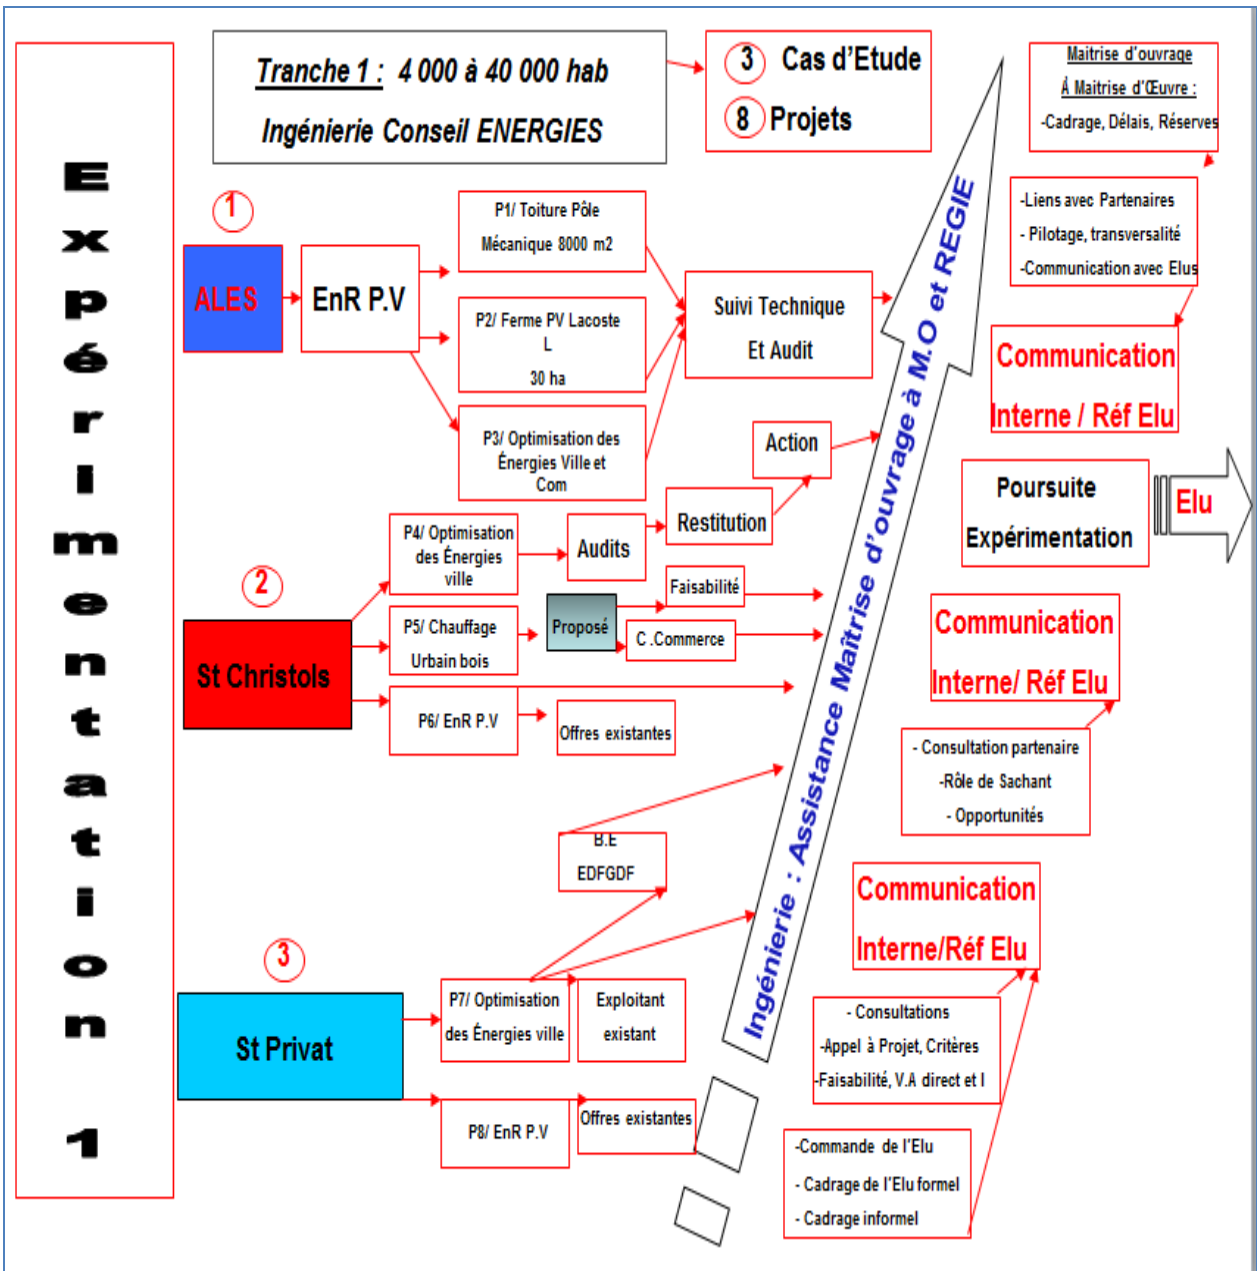 Expérimentation 1
Tranche 1 : 4 000 à 40 000 hab
Ingénierie Conseil ENERGIES
3 Cas d'Etude
8 Projets
Maitrise d'ouvrage
À Maitrise d'Œuvre :
-Cadrage, Délais, Réserves
-Liens avec Partenaires
- Pilotage, transversalité
-Communication avec Elus
Communication
Interne / Réf Elu
1
ALES
EnR P.V
P1/ Toiture Pôle
Mécanique 8000 m2
P2/ Ferme PV Lacoste
L
30 ha
P3/ Optimisation des
Énergies Ville et
Com
Suivi Technique
Et Audit
Action
Restitution
Audits
P4/ Optimisation
des Énergies
ville
2
St Christols
P5/ Chauffage
Urbain bois
Proposé
Faisabilité
C .Commerce
P6/ EnR P.V
Offres existantes
Ingénierie : Assistance Maîtrise d'ouvrage à M.O et REGIE
Poursuite
Expérimentation
Elu
Communication
Interne/ Réf Elu
- Consultation partenaire
-Rôle de Sachant
- Opportunités
B.E
EDFGDF
3
St Privat
P7/ Optimisation
des Énergies ville
Exploitant
existant
P8/ EnR P.V
Offres existantes
Communication
Interne/Réf Elu
- Consultations
-Appel à Projet, Critères
-Faisabilité, V.A direct et I
-Commande de l'Elu
- Cadrage de l'Elu formel
- Cadrage informel